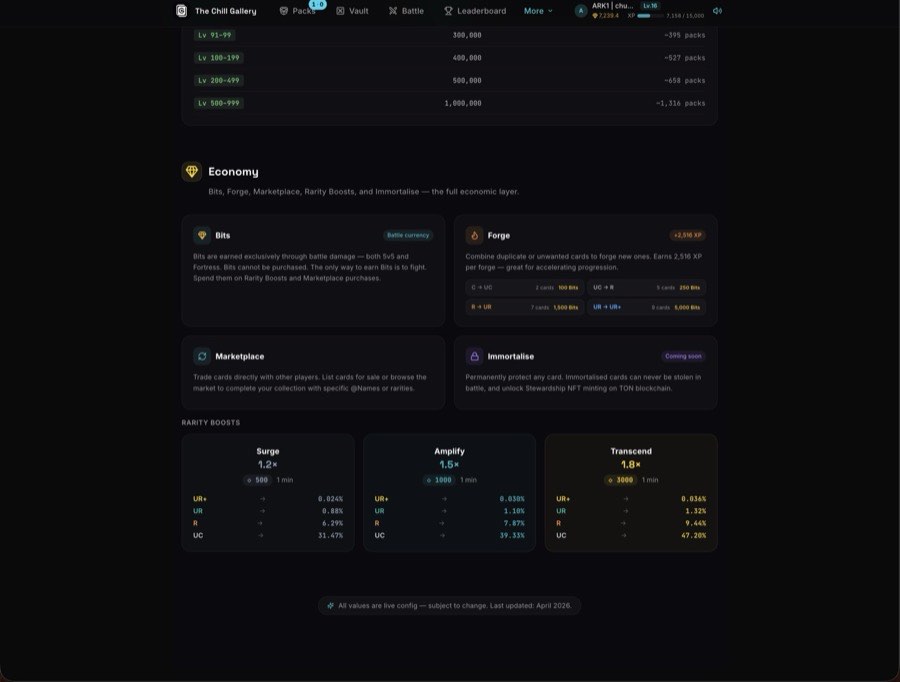 The Chill Gallery
Packs
1·0
Vault
Battle
Leaderboard
More
A
ARK1 | chu...
Lv.16
7,239.4
XP
7,158 / 15,000
Lv 91-99 300,000 ~395 packs
Lv 100-199 400,000 ~527 packs
Lv 200-499 500,000 ~658 packs
Lv 500-999 1,000,000 ~1,316 packs
Economy
Bits, Forge, Marketplace, Rarity Boosts, and Immortalise — the full economic layer.
Bits
Battle currency
Bits are earned exclusively through battle damage — both 5v5 and
Fortress. Bits cannot be purchased. The only way to earn Bits is to fight.
Spend them on Rarity Boosts and Marketplace purchases.
Forge
+2,516 XP
Combine duplicate or unwanted cards to forge new ones. Earns 2,516 XP
per forge — great for accelerating progression.
C → UC 3 cards 100 Bits
UC → R 5 cards 250 Bits
R → UR 7 cards 1,500 Bits
UR → UR+ 9 cards 5,000 Bits
Marketplace
Trade cards directly with other players. List cards for sale or browse the
market to complete your collection with specific @Names or rarities.
Immortalise
Coming soon
Permanently protect any card. Immortalised cards can never be stolen in
battle, and unlock Stewardship NFT minting on TON blockchain.
RARITY BOOSTS
Surge
1.2×
500 1 min
UR+ → 0.024%
UR → 0.88%
R → 6.29%
UC → 31.47%
Amplify
1.5×
1000 1 min
UR+ → 0.030%
UR → 1.10%
R → 7.87%
UC → 39.33%
Transcend
1.8×
3000 1 min
UR+ → 0.036%
UR → 1.32%
R → 9.44%
UC → 47.20%
All values are live config — subject to change. Last updated: April 2026.